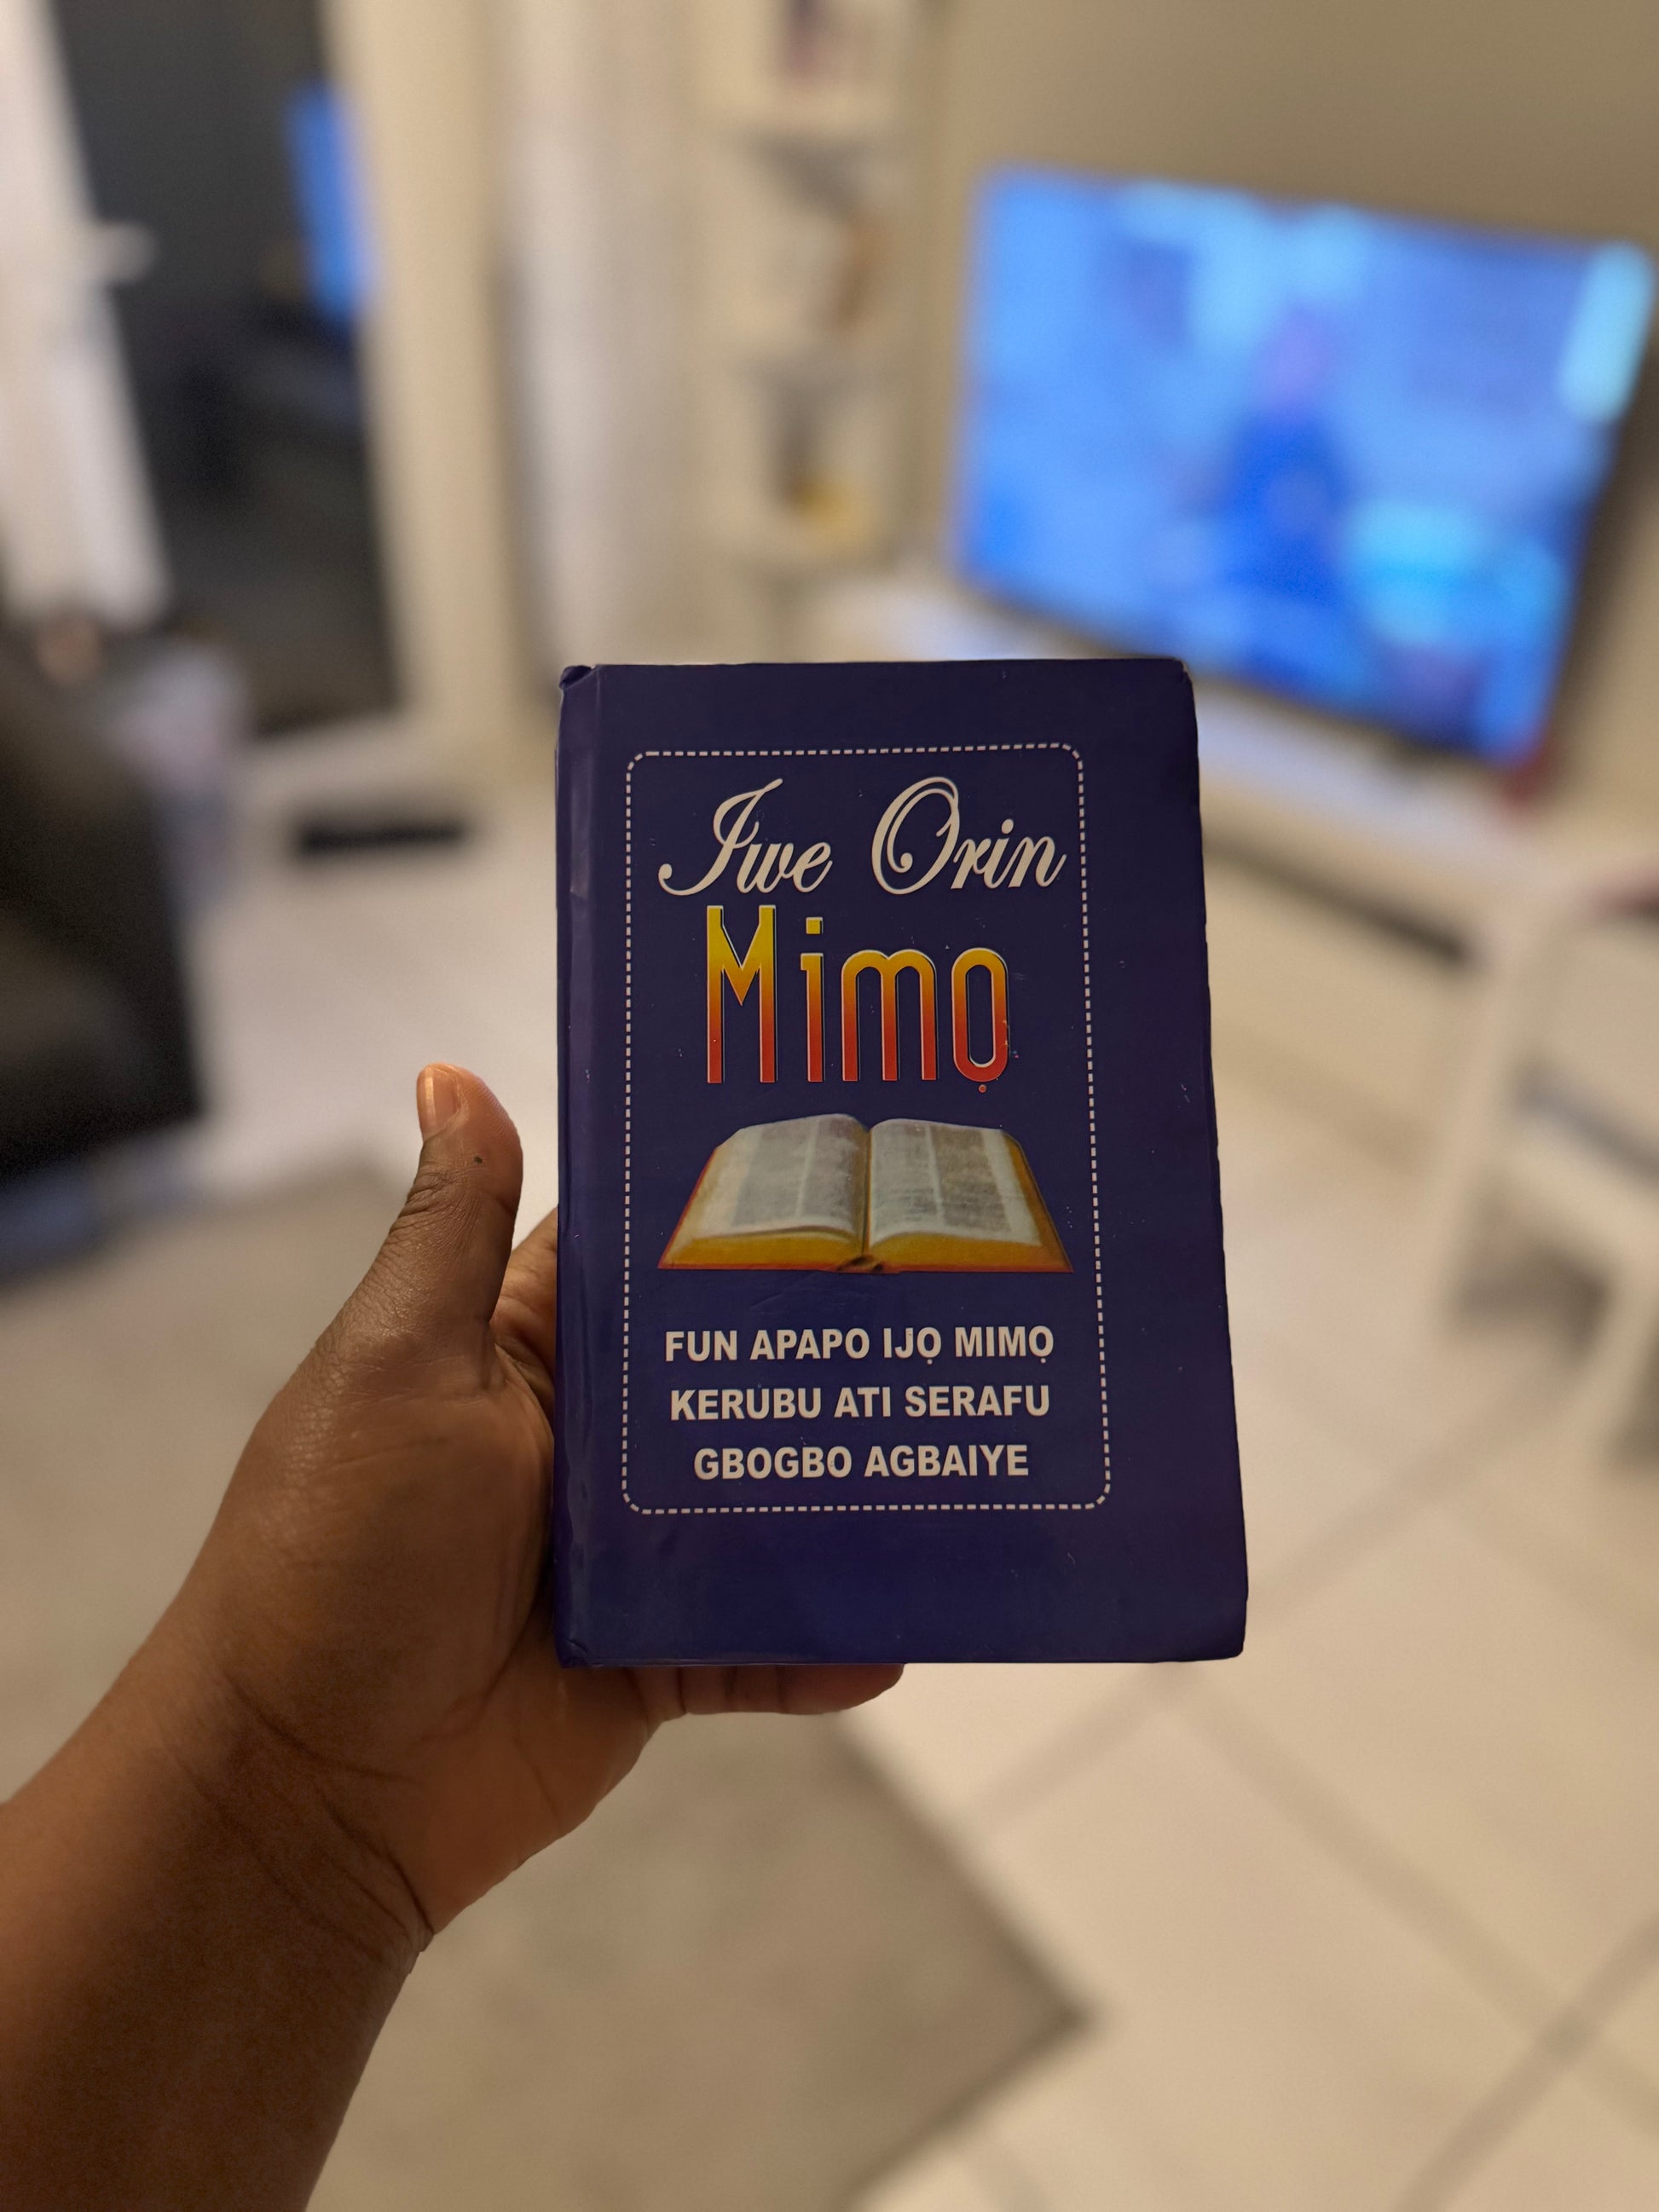 Iwe Orin
Mimọ
FUN APAPO IJỌ MIMỌ
KERUBU ATI SERAFU
GBOGBO AGBAIYE